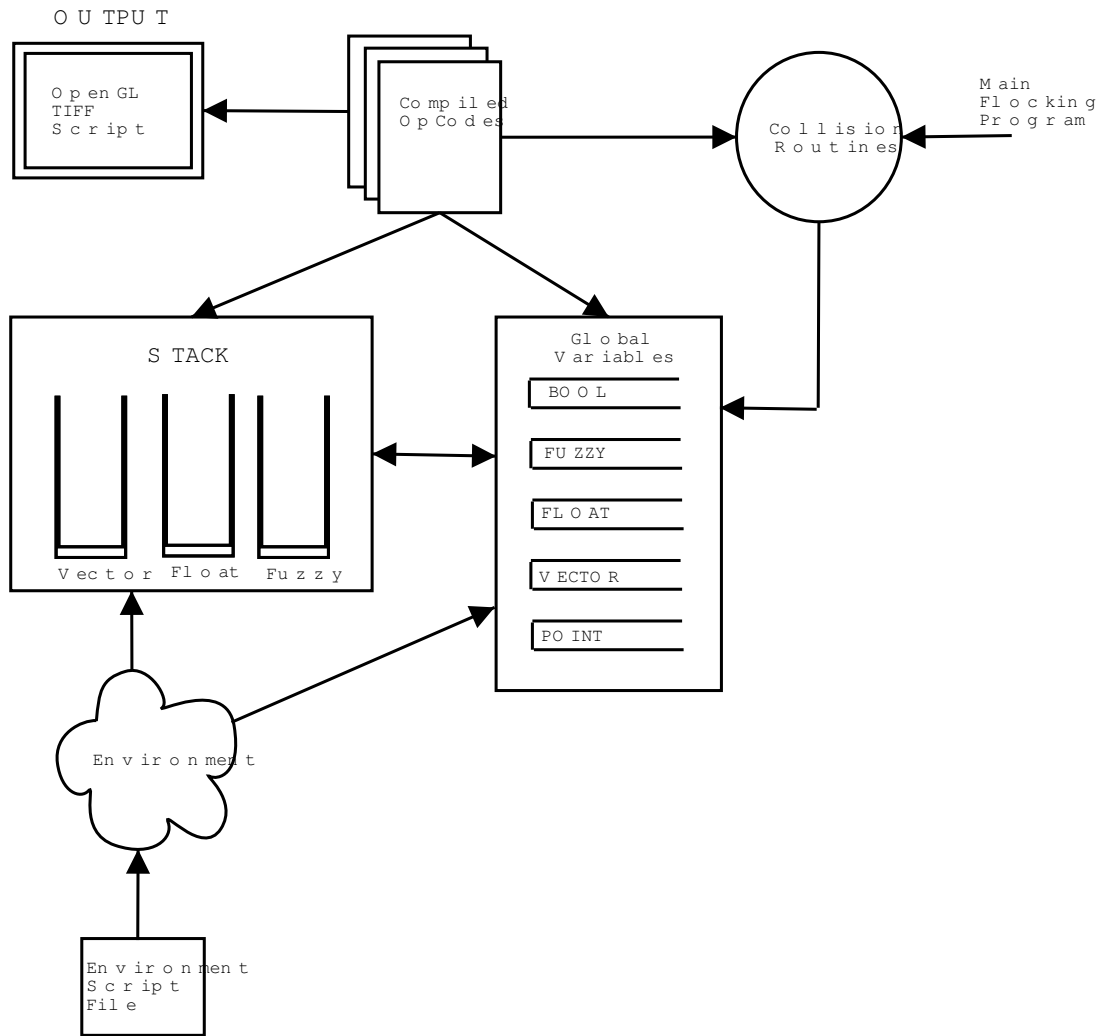 OUTPUT
OpenGL
TIFF
Script
Compiled
OpCodes
Collision
Routines
Main
Flocking
Program
STACK
Vector Float Fuzzy
Global
Variables
BOOL
FUZZY
FLOAT
VECTOR
POINT
Environment
Environment
Script
File